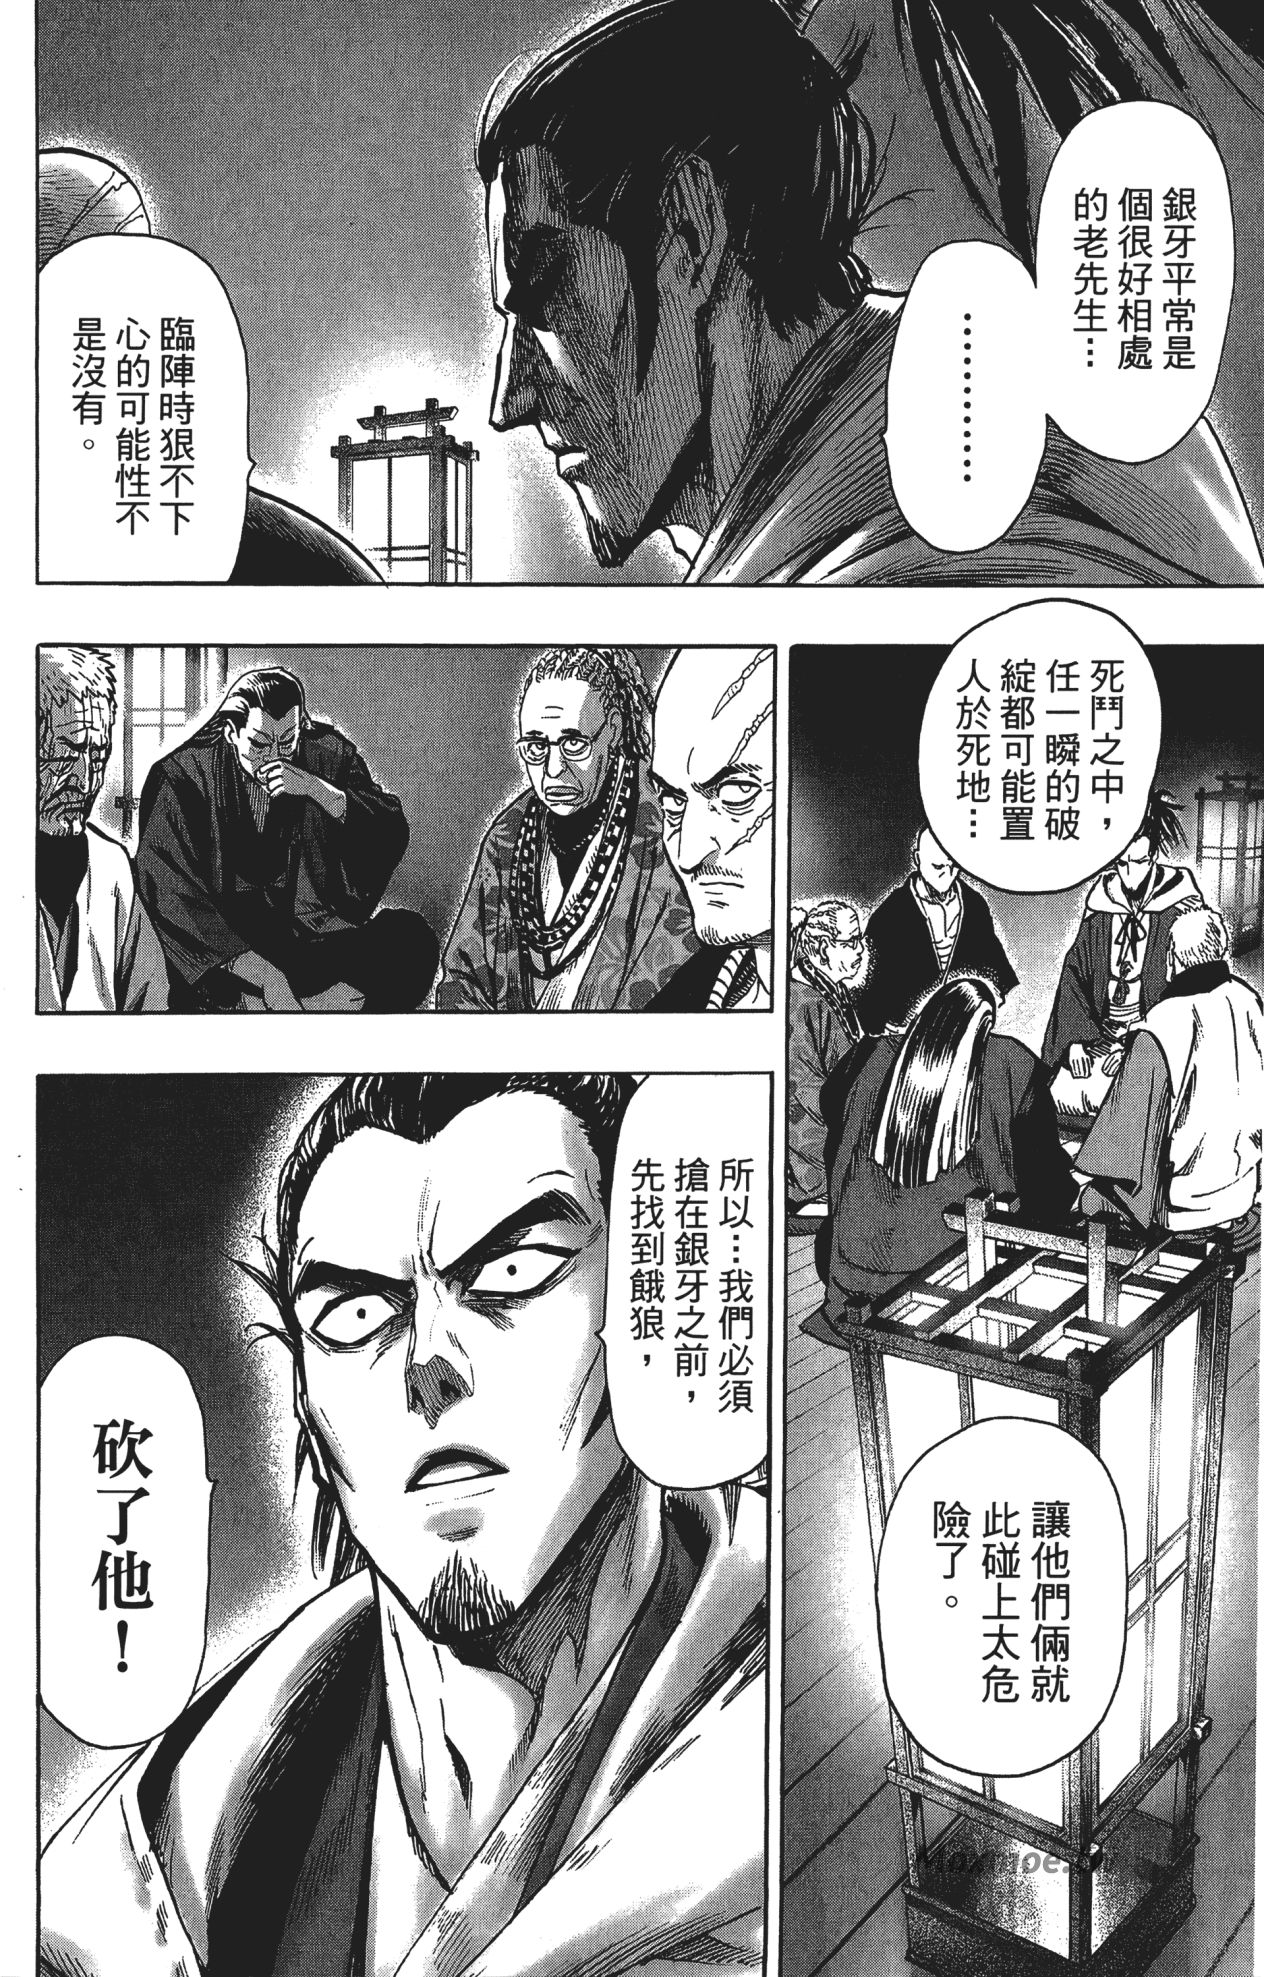 銀牙平常是
個很好相處
的老先生…
…………
臨陣時狠不下
心的可能性不
是沒有。
死鬥之中，
任一瞬的破
綻都可能置
人於死地…
讓他們倆就
此碰上太危
險了。
所以…我們必須
搶在銀牙之前，
先找到餓狼，
砍了他！